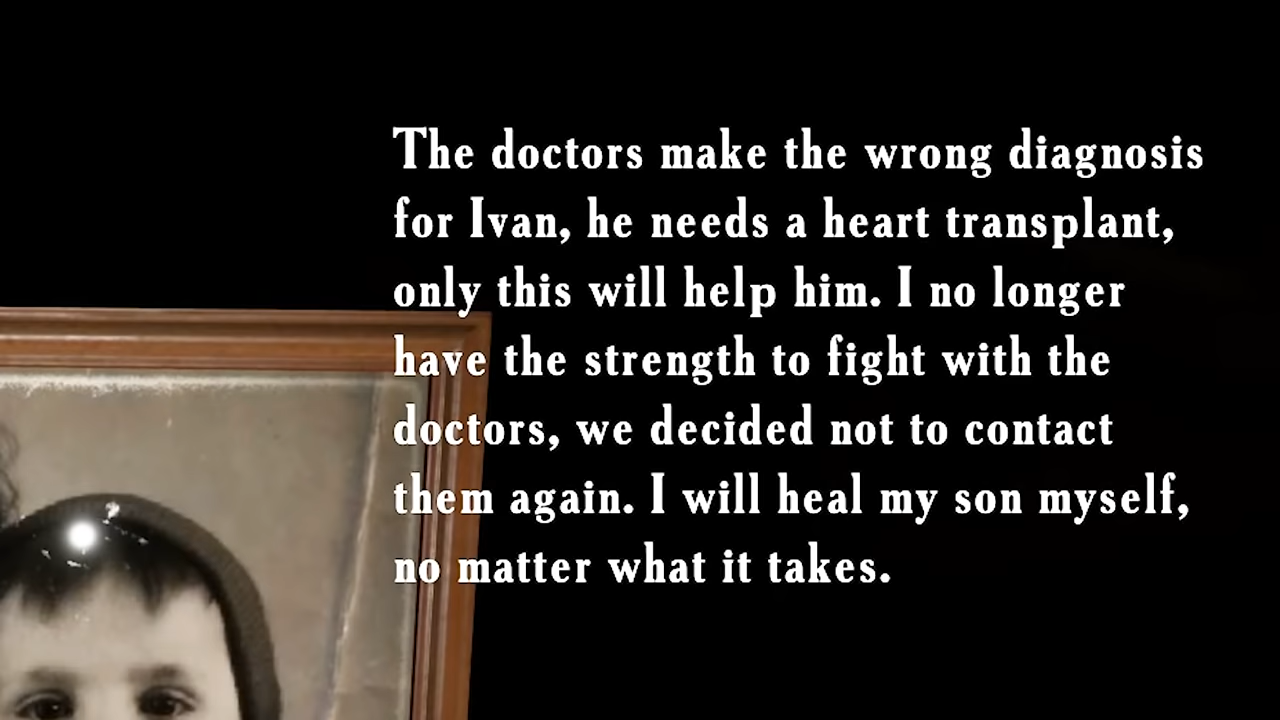 The doctors make the wrong diagnosis
for Ivan, he needs a heart transplant,
only this will help him. I no longer
have the strength to fight with the
doctors, we decided not to contact
them again. I will heal my son myself,
no matter what it takes.